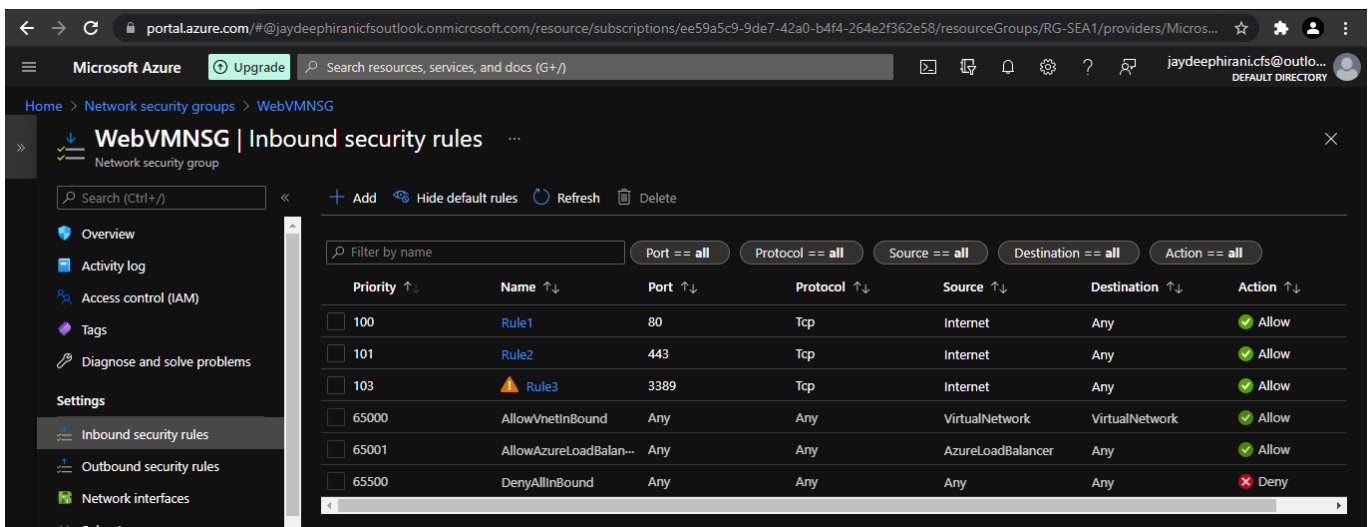 portal.azure.com/#@jaydeephiranicfsoutlook.onmicrosoft.com/resource/subscriptions/ee59a5c9-9de7-42a0-b4f4-264e2f362e58/resourceGroups/RG-SEA1/providers/Micros...
Microsoft Azure Upgrade Search resources, services, and docs (G+/) jaydeephirani.cfs@outlo...
DEFAULT DIRECTORY
Home > Network security groups > WebVMNSG
WebVMNSG | Inbound security rules ...
Network security group
Search (Ctrl+/) « + Add Hide default rules Refresh Delete
Overview
Activity log
Access control (IAM)
Tags
Diagnose and solve problems
Settings
Inbound security rules
Outbound security rules
Network interfaces
Filter by name Port == all Protocol == all Source == all Destination == all Action == all
Priority ↑↓ Name ↑↓ Port ↑↓ Protocol ↑↓ Source ↑↓ Destination ↑↓ Action ↑↓
100 Rule1 80 Tcp Internet Any Allow
101 Rule2 443 Tcp Internet Any Allow
103 Rule3 3389 Tcp Internet Any Allow
65000 AllowVnetInBound Any Any VirtualNetwork VirtualNetwork Allow
65001 AllowAzureLoadBalan... Any Any AzureLoadBalancer Any Allow
65500 DenyAllInBound Any Any Any Any Deny